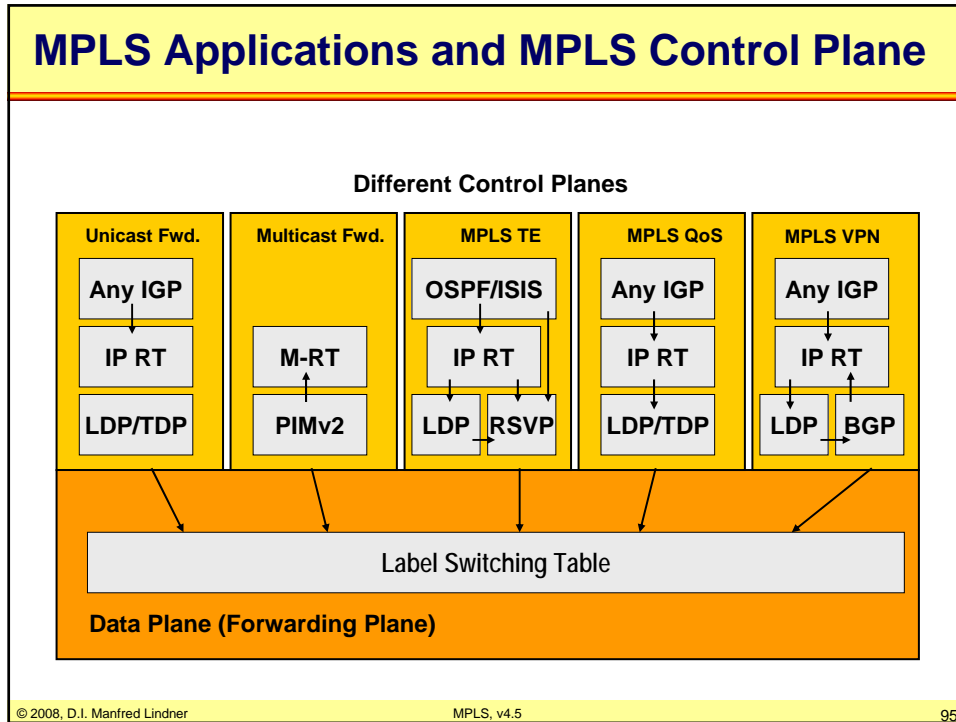 MPLS Applications and MPLS Control Plane
Different Control Planes
Unicast Fwd.
Any IGP
IP RT
LDP/TDP
Multicast Fwd.
M-RT
PIMv2
MPLS TE
OSPF/ISIS
IP RT
LDP
RSVP
MPLS QoS
Any IGP
IP RT
LDP/TDP
MPLS VPN
Any IGP
IP RT
LDP
BGP
Label Switching Table
Data Plane (Forwarding Plane)
© 2008, D.I. Manfred Lindner
MPLS, v4.5
95